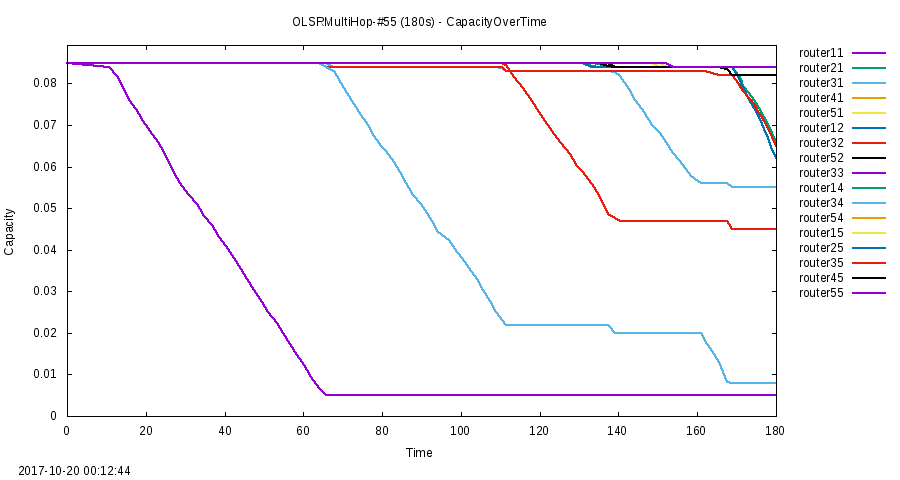 OLSRMultiHop-#55 (180s) - CapacityOverTime
router11
router21
router31
router41
router51
router12
router32
router52
router33
router14
router34
router54
router15
router25
router35
router45
router55
0.08
0.07
0.06
0.05
0.04
0.03
0.02
0.01
0
Capacity
0 20 40 60 80 100 120 140 160 180
Time
2017-10-20 00:12:44